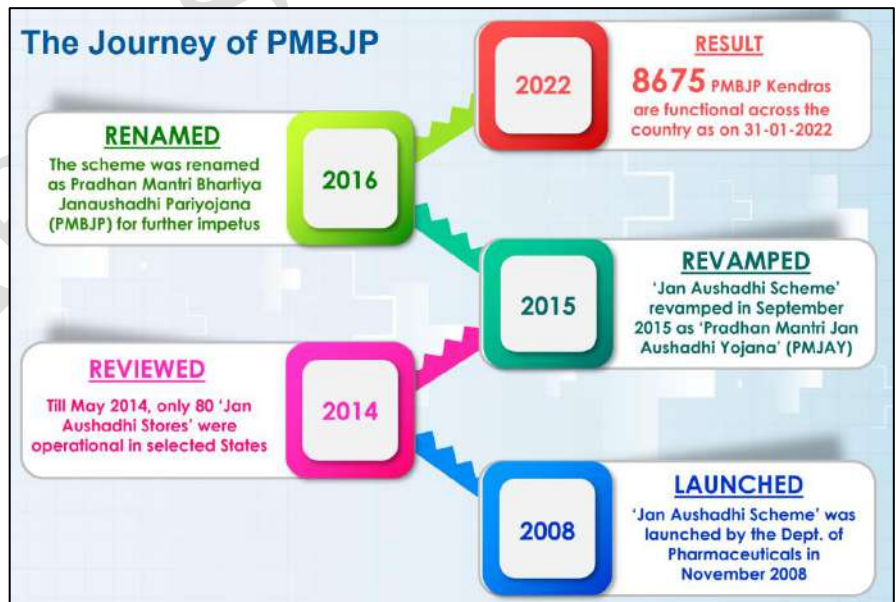 The Journey of PMBJP
2022
RESULT
8675 PMBJP Kendras
are functional across the
country as on 31-01-2022
RENAMED
The scheme was renamed
as Pradhan Mantri Bhartiya
Janaushadhi Pariyojana
(PMBJP) for further impetus
2016
2015
REVAMPED
‘Jan Aushadhi Scheme’
revamped in September
2015 as ‘Pradhan Mantri Jan
Aushadhi Yojana’ (PMJAY)
REVIEWED
Till May 2014, only 80 ‘Jan
Aushadhi Stores’ were
operational in selected States
2014
2008
LAUNCHED
‘Jan Aushadhi Scheme’ was
launched by the Dept. of
Pharmaceuticals in
November 2008